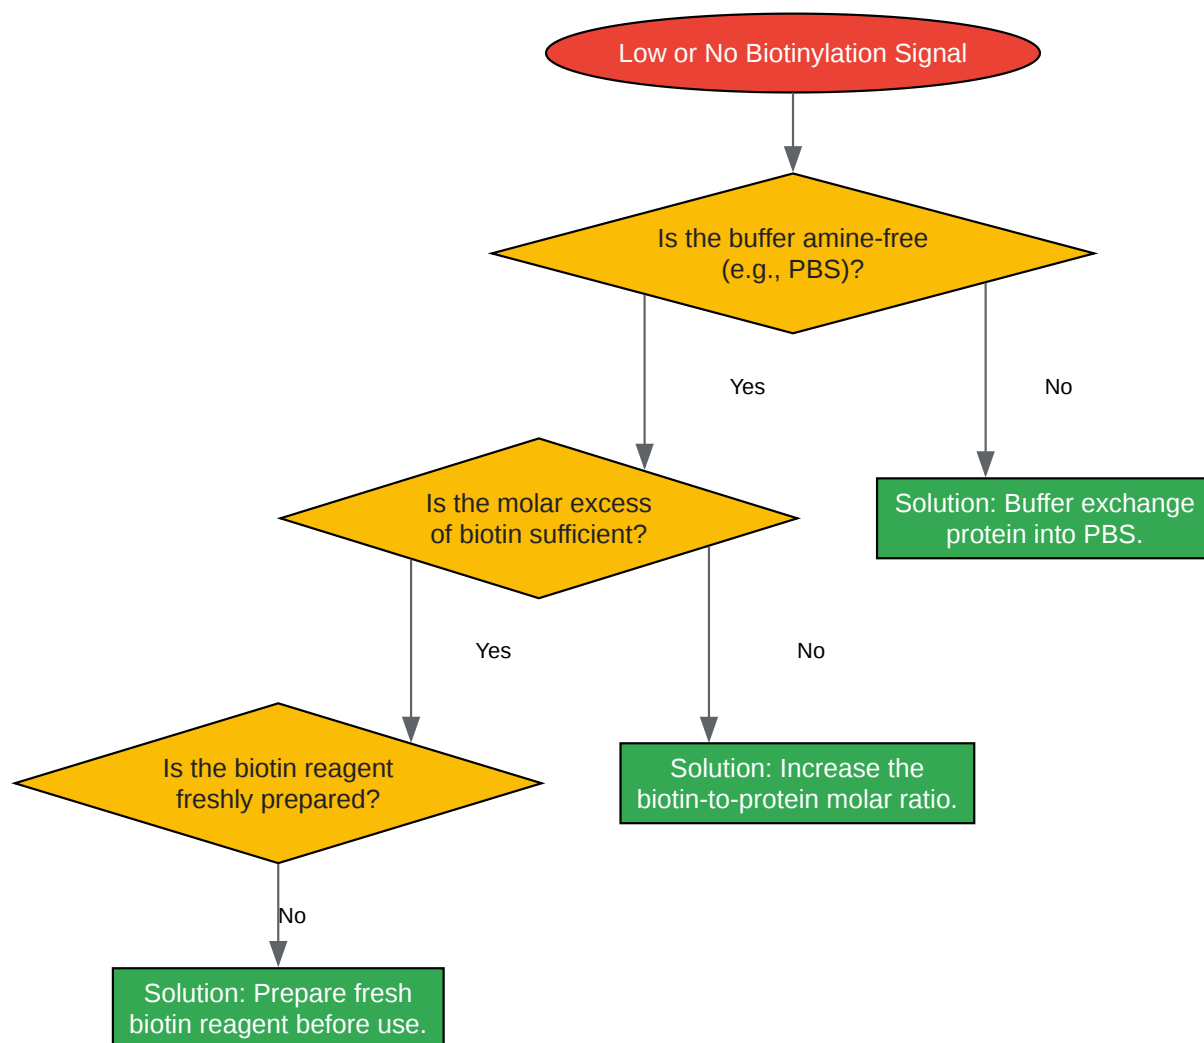 Low or No Biotinylation Signal
Is the buffer amine-free
(e.g., PBS)?
Yes
No
Is the molar excess
of biotin sufficient?
Solution: Buffer exchange
protein into PBS.
Yes
No
Is the biotin reagent
freshly prepared?
Solution: Increase the
biotin-to-protein molar ratio.
No
Solution: Prepare fresh
biotin reagent before use.